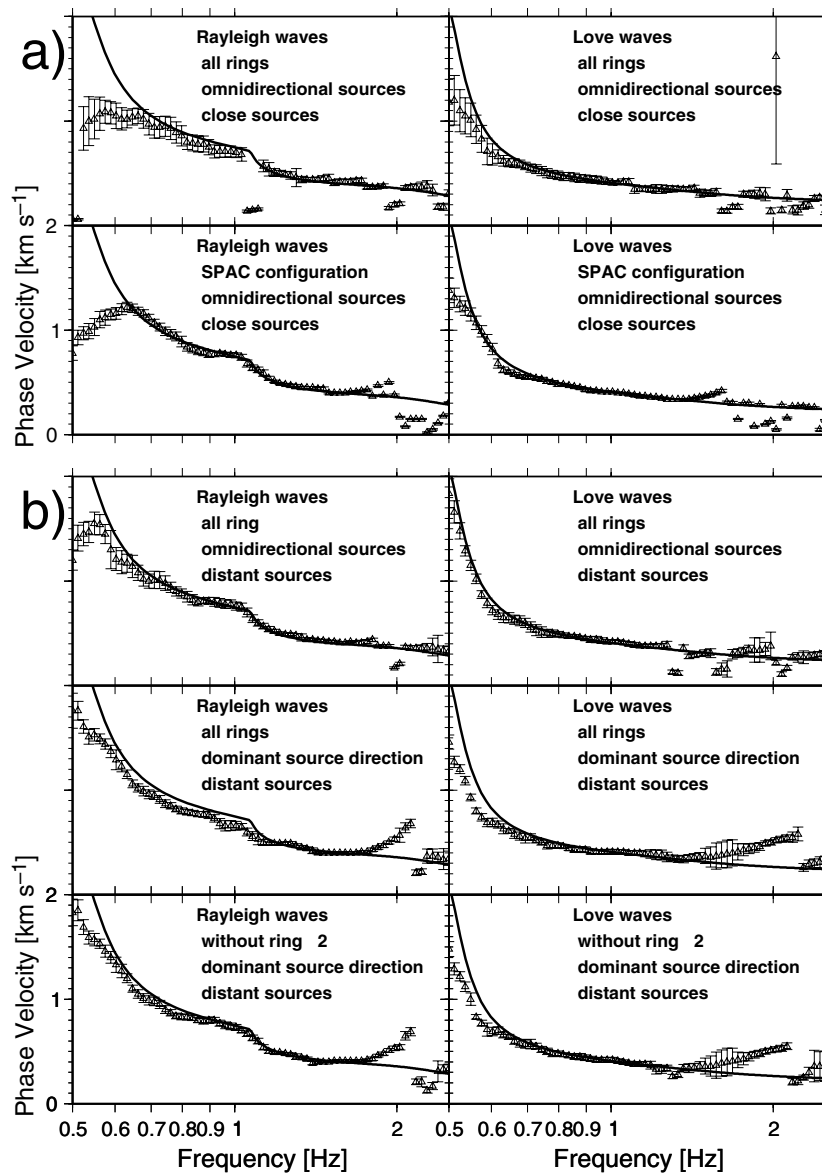 a)
Rayleigh waves
all rings
omnidirectional sources
close sources
Love waves
all rings
omnidirectional sources
close sources
Phase Velocity [km s⁻¹]
2
1
0
Rayleigh waves
SPAC configuration
omnidirectional sources
close sources
Love waves
SPAC configuration
omnidirectional sources
close sources
b)
Rayleigh waves
all ring
omnidirectional sources
distant sources
Love waves
all rings
omnidirectional sources
distant sources
Rayleigh waves
all rings
dominant source direction
distant sources
Love waves
all rings
dominant source direction
distant sources
Phase Velocity [km s⁻¹]
2
1
0
Rayleigh waves
without ring 2
dominant source direction
distant sources
Love waves
without ring 2
dominant source direction
distant sources
0.5 0.6 0.7 0.8 0.9 1 2 0.5 0.6 0.7 0.8 0.9 1 2
Frequency [Hz] Frequency [Hz]